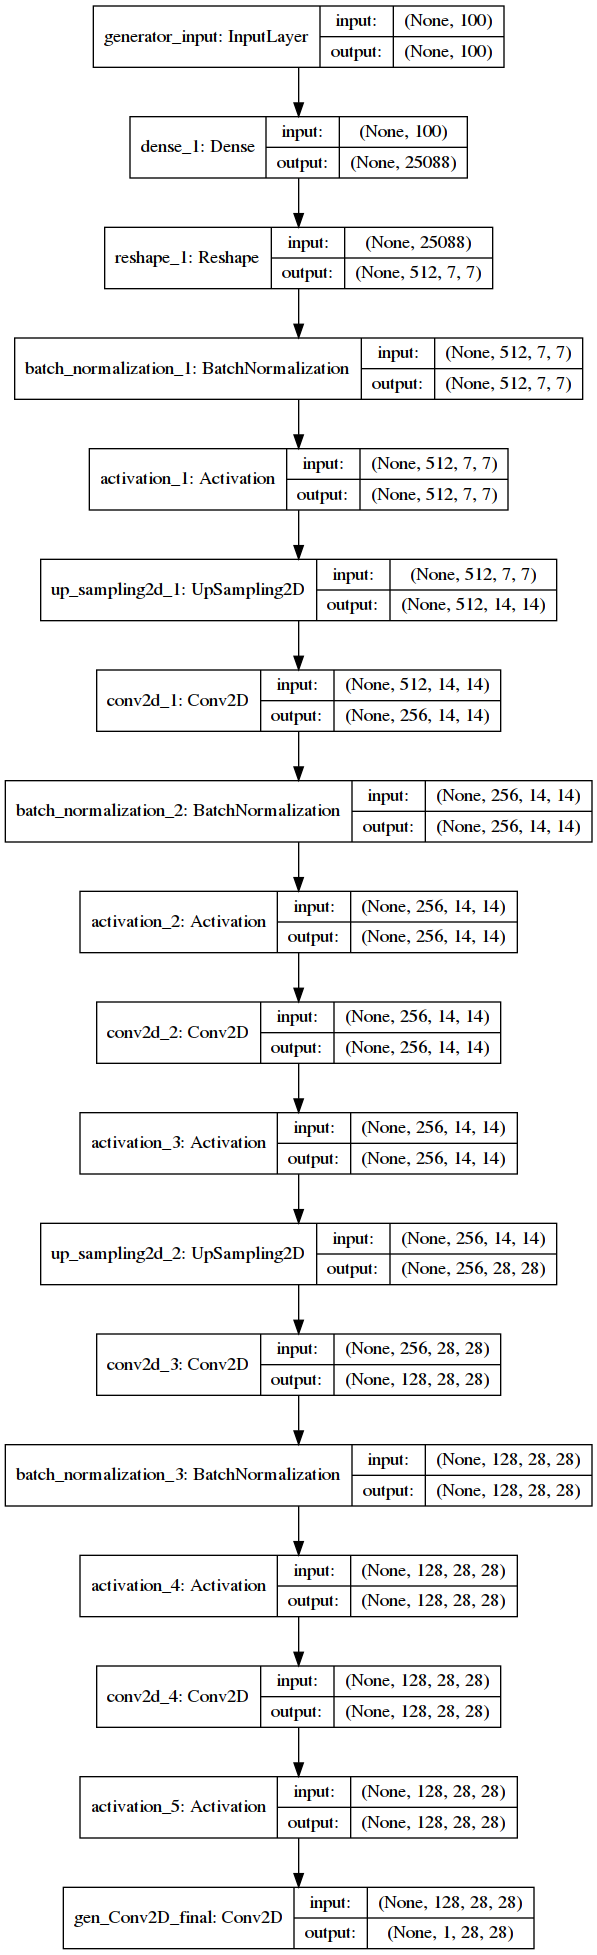 generator_input: InputLayer
input: (None, 100)
output: (None, 100)
dense_1: Dense
input: (None, 100)
output: (None, 25088)
reshape_1: Reshape
input: (None, 25088)
output: (None, 512, 7, 7)
batch_normalization_1: BatchNormalization
input: (None, 512, 7, 7)
output: (None, 512, 7, 7)
activation_1: Activation
input: (None, 512, 7, 7)
output: (None, 512, 7, 7)
up_sampling2d_1: UpSampling2D
input: (None, 512, 7, 7)
output: (None, 512, 14, 14)
conv2d_1: Conv2D
input: (None, 512, 14, 14)
output: (None, 256, 14, 14)
batch_normalization_2: BatchNormalization
input: (None, 256, 14, 14)
output: (None, 256, 14, 14)
activation_2: Activation
input: (None, 256, 14, 14)
output: (None, 256, 14, 14)
conv2d_2: Conv2D
input: (None, 256, 14, 14)
output: (None, 256, 14, 14)
activation_3: Activation
input: (None, 256, 14, 14)
output: (None, 256, 14, 14)
up_sampling2d_2: UpSampling2D
input: (None, 256, 14, 14)
output: (None, 256, 28, 28)
conv2d_3: Conv2D
input: (None, 256, 28, 28)
output: (None, 128, 28, 28)
batch_normalization_3: BatchNormalization
input: (None, 128, 28, 28)
output: (None, 128, 28, 28)
activation_4: Activation
input: (None, 128, 28, 28)
output: (None, 128, 28, 28)
conv2d_4: Conv2D
input: (None, 128, 28, 28)
output: (None, 128, 28, 28)
activation_5: Activation
input: (None, 128, 28, 28)
output: (None, 128, 28, 28)
gen_Conv2D_final: Conv2D
input: (None, 128, 28, 28)
output: (None, 1, 28, 28)